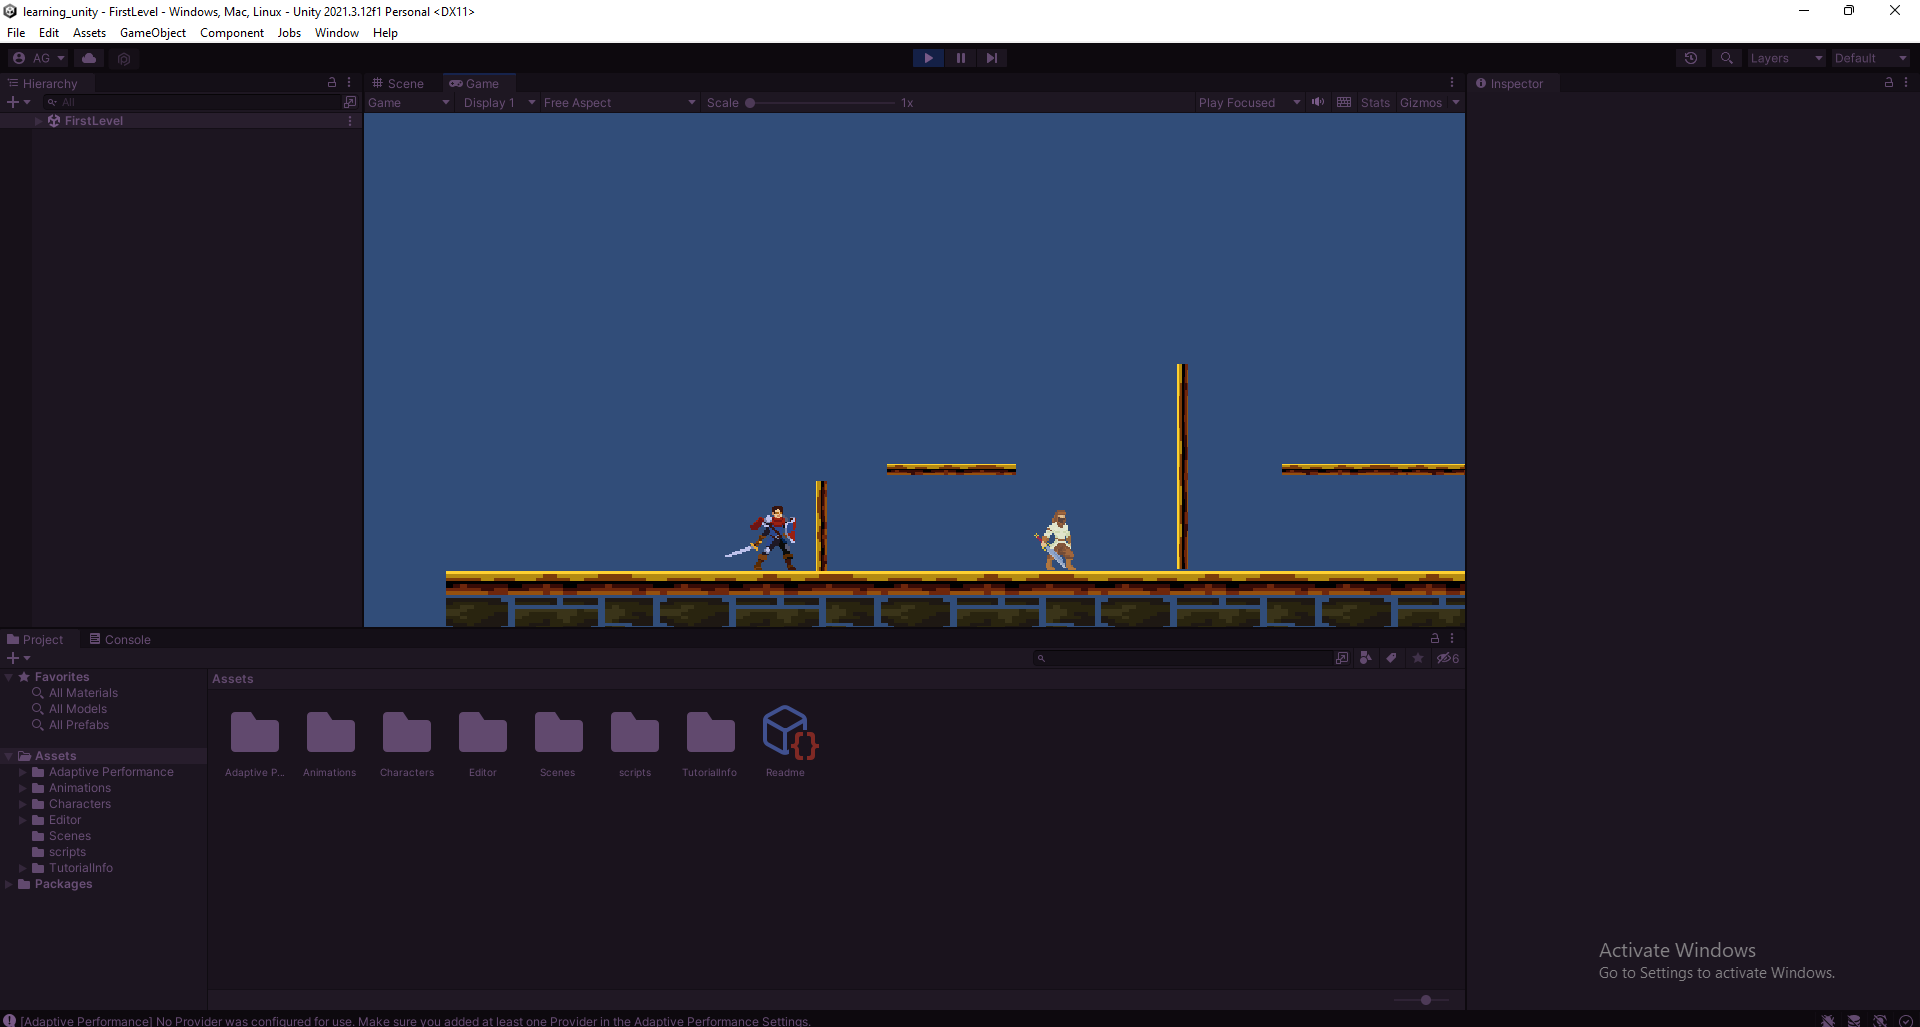 learning_unity - FirstLevel - Windows, Mac, Linux - Unity 2021.3.12f1 Personal <DX11>
File Edit Assets GameObject Component Jobs Window Help
AG Layers Default
Hierarchy Scene Game Inspector
All Game Display 1 Free Aspect Scale 1x Play Focused Stats Gizmos
FirstLevel
Project Console
6
Favorites Assets
All Materials
All Models
All Prefabs
Assets
Adaptive Performance
Animations
Characters
Editor
Scenes
scripts
TutorialInfo
Packages
Adaptive P... Animations Characters Editor Scenes scripts TutorialInfo Readme
Activate Windows
Go to Settings to activate Windows.
[Adaptive Performance] No Provider was configured for use. Make sure you added at least one Provider in the Adaptive Performance Settings.